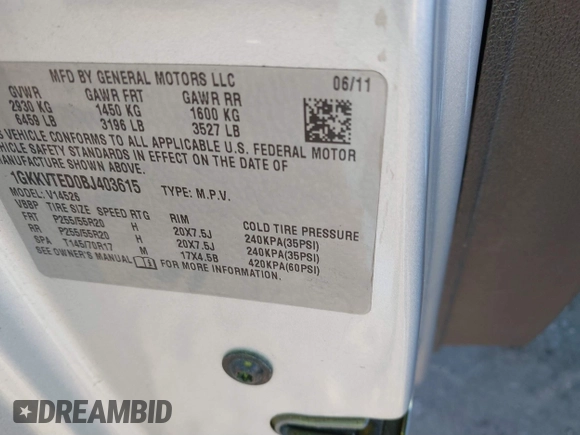 MFD BY GENERAL MOTORS LLC 06/11
GVWR GAWR FRT GAWR RR
2930 KG 1450 KG 1600 KG
6459 LB 3196 LB 3527 LB
S VEHICLE CONFORMS TO ALL APPLICABLE U.S. FEDERAL MOTOR
VEHICLE SAFETY STANDARDS IN EFFECT ON THE DATE OF
1GKKVTED0BJ403615 TYPE: M.P.V.
MODEL: V14526
VBBP TIRE SIZE SPEED RTG RIM COLD TIRE PRESSURE
FRT P255/55R20 H 20X7.5J 240KPA(35PSI)
RR P255/55R20 H 20X7.5J 240KPA(35PSI)
SPA T145/70R17 M 17X4.5B 420KPA(60PSI)
SEE OWNER'S MANUAL FOR MORE INFORMATION.
DREAMBID